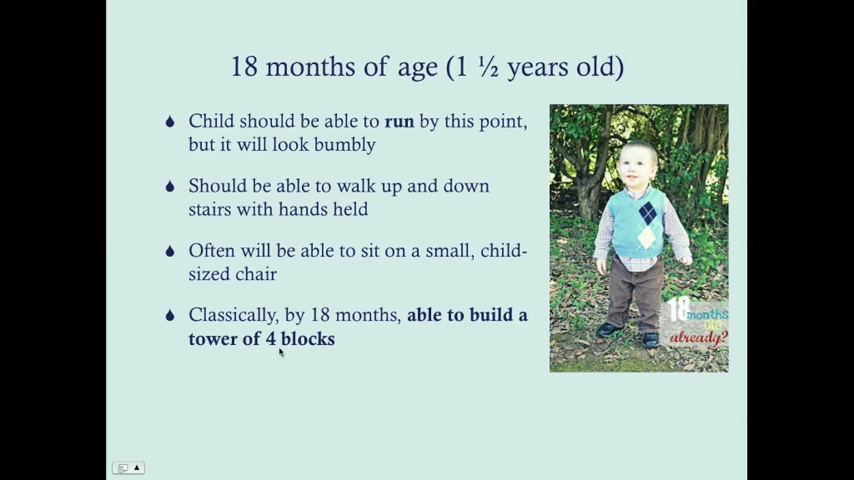 18 months of age (1 ½ years old)
Child should be able to run by this point,
but it will look bumbly
Should be able to walk up and down
stairs with hands held
Often will be able to sit on a small, child-
sized chair
Classically, by 18 months, able to build a
tower of 4 blocks
18 months
already?